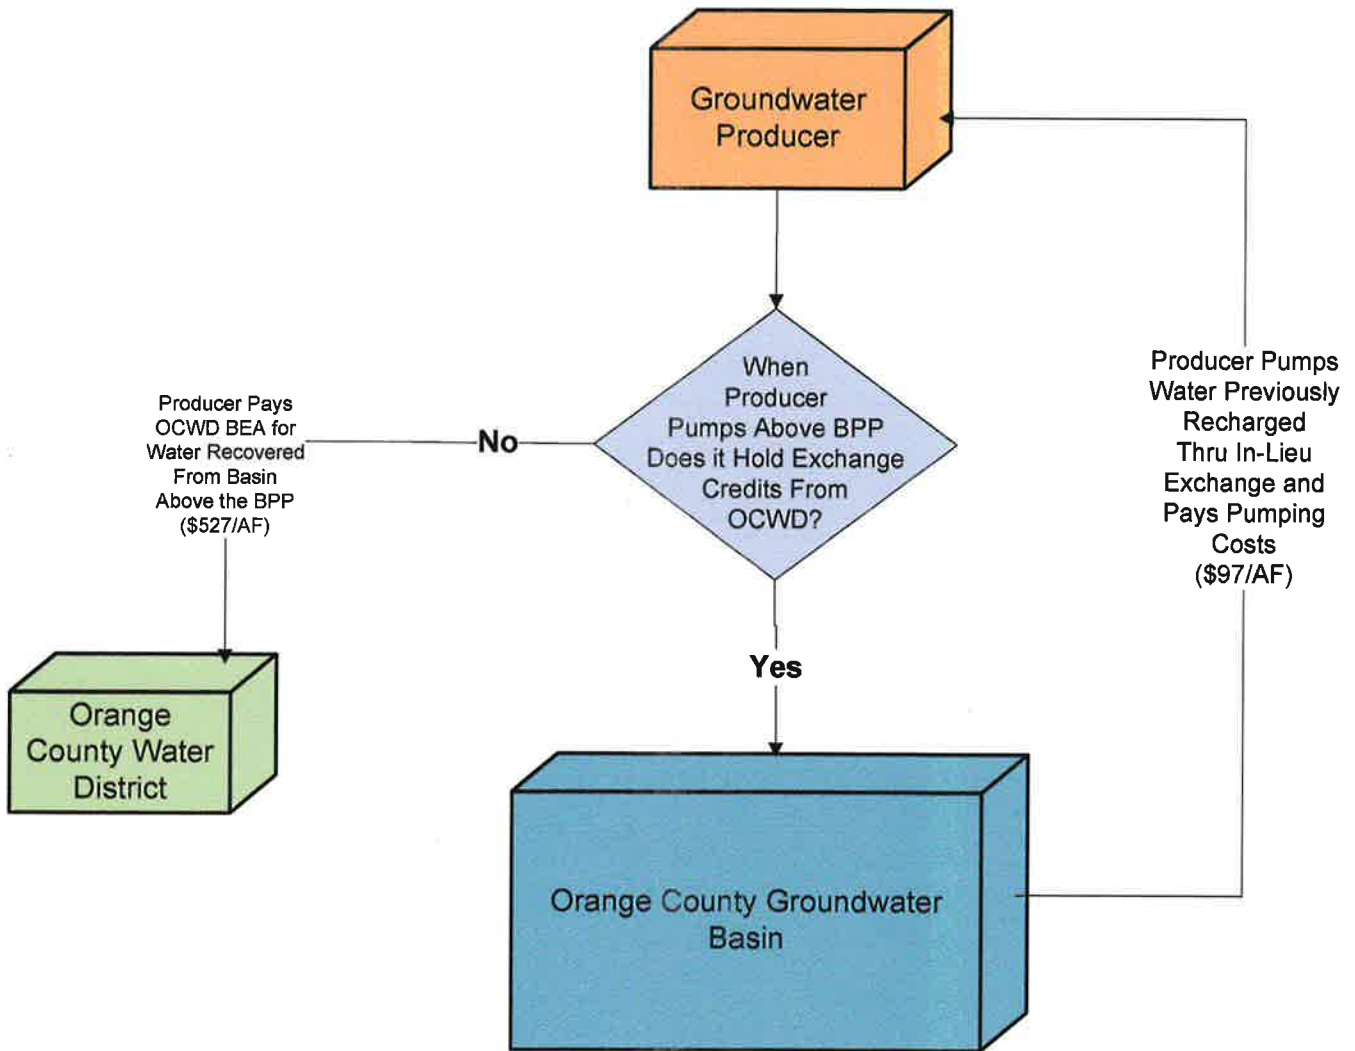 Groundwater
Producer
When
Producer
Pumps Above BPP
Does it Hold Exchange
Credits From
OCWD?
No
Producer Pays
OCWD BEA for
Water Recovered
From Basin
Above the BPP
($527/AF)
Orange
County Water
District
Yes
Orange County Groundwater
Basin
Producer Pumps
Water Previously
Recharged
Thru In-Lieu
Exchange and
Pays Pumping
Costs
($97/AF)